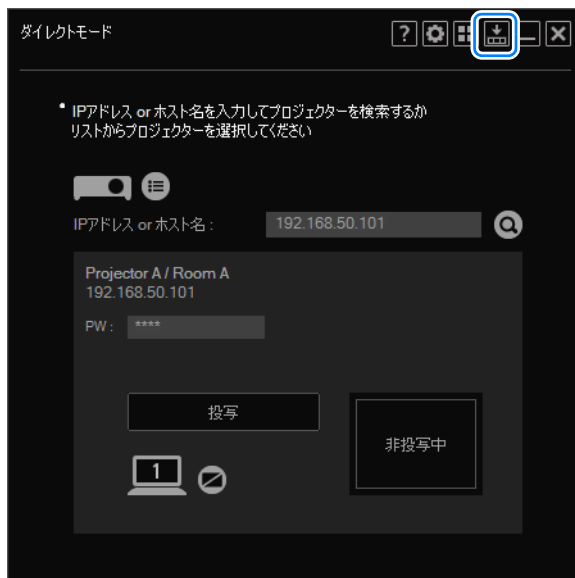 ダイレクトモード
?
* IPアドレス or ホスト名を入力してプロジェクターを検索するか
リストからプロジェクターを選択してください
IPアドレス or ホスト名 : 192.168.50.101
Projector A / Room A
192.168.50.101
PW : ****
投写
非投写中
1